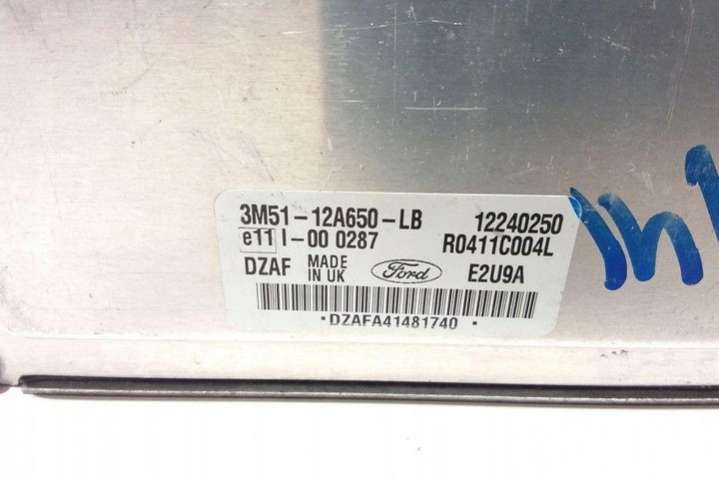 3M51-12A650-LB 12240250
e11 I-00 0287 R0411C004L
DZAF MADE IN UK Ford E2U9A
•DZAFA41481740•